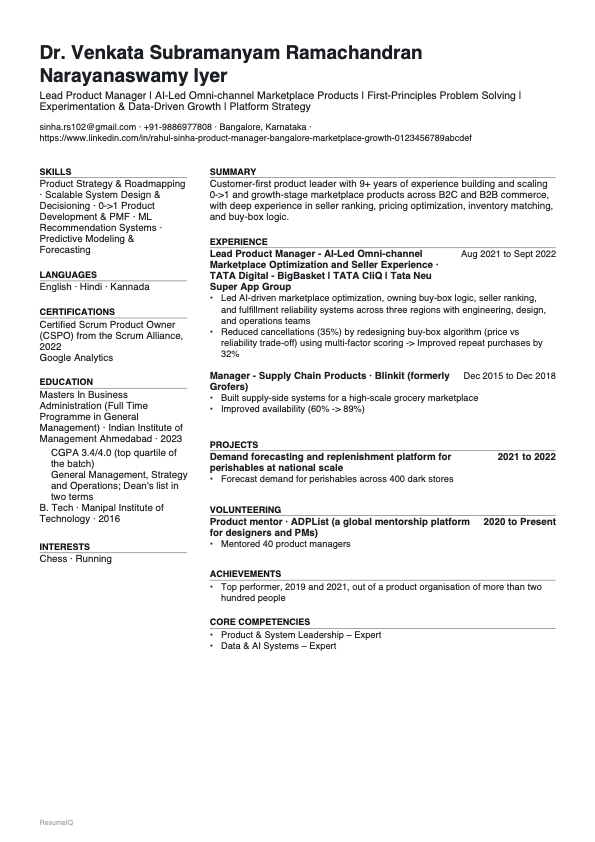 Dr. Venkata Subramanyam Ramachandran
Narayanaswamy Iyer
Lead Product Manager | AI-Led Omni-channel Marketplace Products | First-Principles Problem Solving |
Experimentation & Data-Driven Growth | Platform Strategy
sinha.rs102@gmail.com · +91-9886977808 · Bangalore, Karnataka ·
https://www.linkedin.com/in/rahul-sinha-product-manager-bangalore-marketplace-growth-0123456789abcdef
SKILLS
Product Strategy & Roadmapping
· Scalable System Design &
Decisioning · 0->1 Product
Development & PMF · ML
Recommendation Systems ·
Predictive Modeling &
Forecasting
LANGUAGES
English · Hindi · Kannada
CERTIFICATIONS
Certified Scrum Product Owner
(CSPO) from the Scrum Alliance,
2022
Google Analytics
EDUCATION
Masters In Business
Administration (Full Time
Programme in General
Management) · Indian Institute of
Management Ahmedabad · 2023
CGPA 3.4/4.0 (top quartile of
the batch)
General Management, Strategy
and Operations; Dean's list in
two terms
B. Tech · Manipal Institute of
Technology · 2016
INTERESTS
Chess · Running
SUMMARY
Customer-first product leader with 9+ years of experience building and scaling
0->1 and growth-stage marketplace products across B2C and B2B commerce,
with deep experience in seller ranking, pricing optimization, inventory matching,
and buy-box logic.
EXPERIENCE
Lead Product Manager - AI-Led Omni-channel Aug 2021 to Sept 2022
Marketplace Optimization and Seller Experience ·
TATA Digital - BigBasket | TATA CliQ | Tata Neu
Super App Group
• Led AI-driven marketplace optimization, owning buy-box logic, seller ranking,
and fulfillment reliability systems across three regions with engineering, design,
and operations teams
• Reduced cancellations (35%) by redesigning buy-box algorithm (price vs
reliability trade-off) using multi-factor scoring -> Improved repeat purchases by
32%
Manager - Supply Chain Products · Blinkit (formerly Dec 2015 to Dec 2018
Grofers)
• Built supply-side systems for a high-scale grocery marketplace
• Improved availability (60% -> 89%)
PROJECTS
Demand forecasting and replenishment platform for 2021 to 2022
perishables at national scale
• Forecast demand for perishables across 400 dark stores
VOLUNTEERING
Product mentor · ADPList (a global mentorship platform 2020 to Present
for designers and PMs)
• Mentored 40 product managers
ACHIEVEMENTS
• Top performer, 2019 and 2021, out of a product organisation of more than two
hundred people
CORE COMPETENCIES
• Product & System Leadership – Expert
• Data & AI Systems – Expert
ResumeIQ